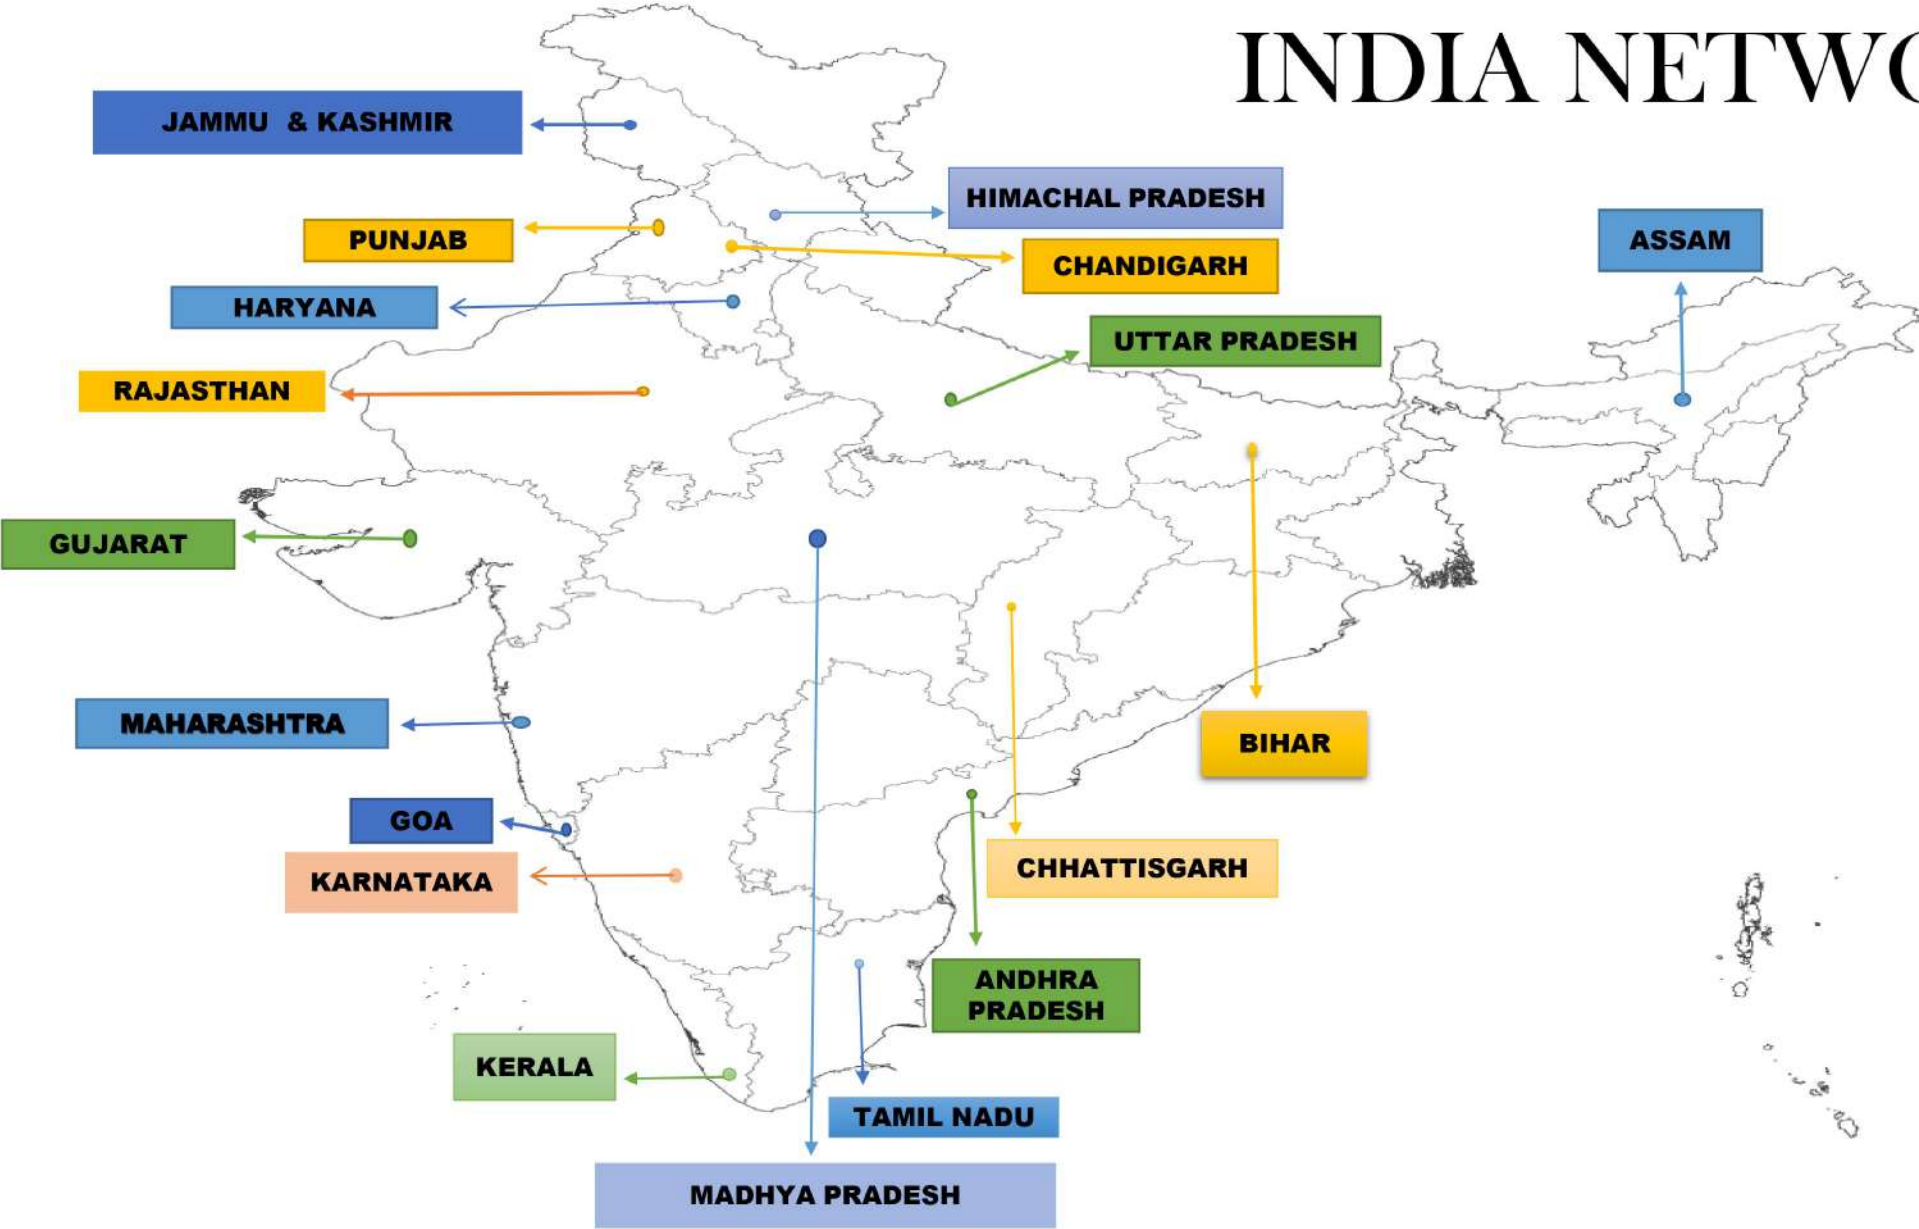 INDIA NETWO
JAMMU & KASHMIR
HIMACHAL PRADESH
PUNJAB
ASSAM
CHANDIGARH
HARYANA
UTTAR PRADESH
RAJASTHAN
GUJARAT
MAHARASHTRA
BIHAR
GOA
CHHATTISGARH
KARNATAKA
ANDHRA
PRADESH
KERALA
TAMIL NADU
MADHYA PRADESH